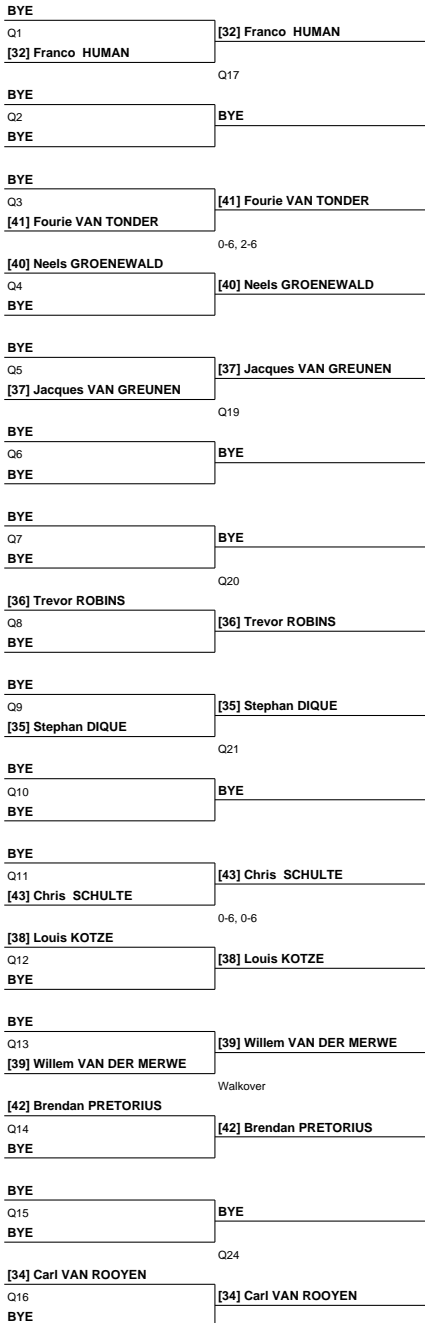 BYE
Q1
[32] Franco HUMAN
[32] Franco HUMAN
Q17
BYE
Q2
BYE
BYE
BYE
Q3
[41] Fourie VAN TONDER
[41] Fourie VAN TONDER
0-6, 2-6
[40] Neels GROENEWALD
Q4
[40] Neels GROENEWALD
BYE
BYE
Q5
[37] Jacques VAN GREUNEN
[37] Jacques VAN GREUNEN
Q19
BYE
Q6
BYE
BYE
BYE
Q7
BYE
BYE
Q20
[36] Trevor ROBINS
Q8
[36] Trevor ROBINS
BYE
BYE
Q9
[35] Stephan DIQUE
[35] Stephan DIQUE
Q21
BYE
Q10
BYE
BYE
BYE
Q11
[43] Chris SCHULTE
[43] Chris SCHULTE
0-6, 0-6
[38] Louis KOTZE
Q12
[38] Louis KOTZE
BYE
BYE
Q13
[39] Willem VAN DER MERWE
[39] Willem VAN DER MERWE
Walkover
[42] Brendan PRETORIUS
Q14
[42] Brendan PRETORIUS
BYE
BYE
Q15
BYE
BYE
Q24
[34] Carl VAN ROOYEN
Q16
[34] Carl VAN ROOYEN
BYE